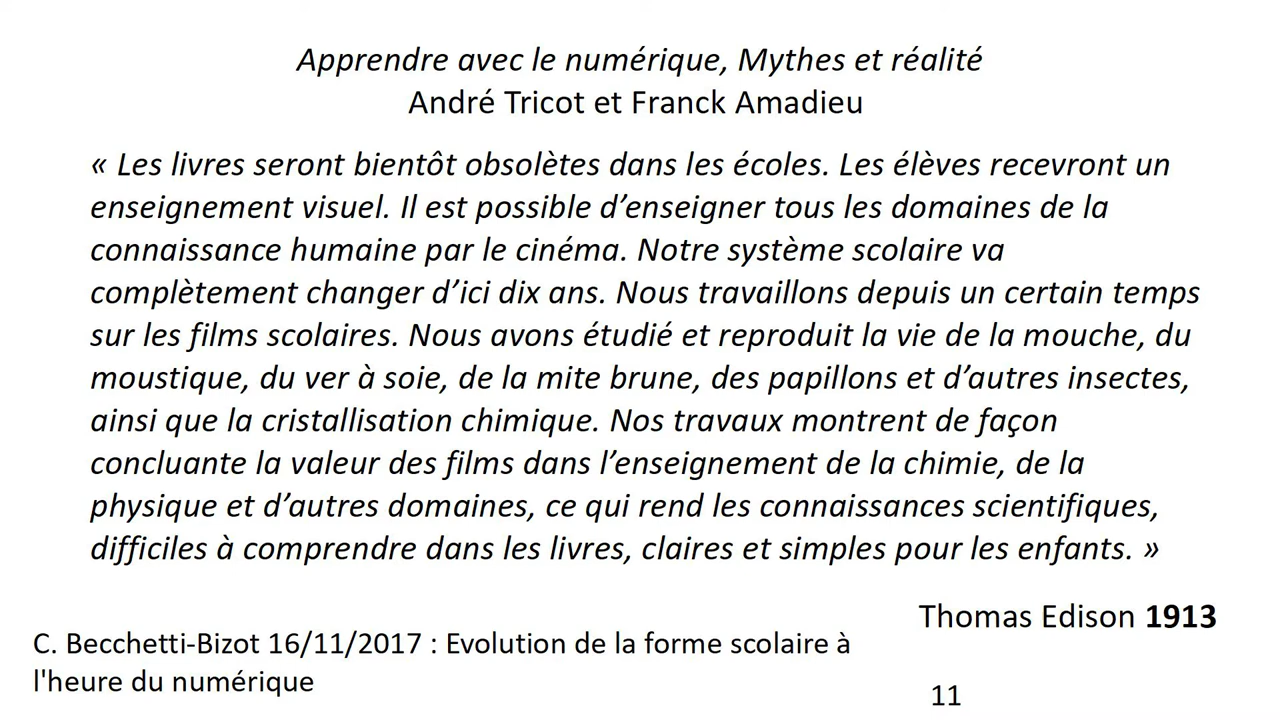 Apprendre avec le numérique, Mythes et réalité
André Tricot et Franck Amadieu
« Les livres seront bientôt obsolètes dans les écoles. Les élèves recevront un
enseignement visuel. Il est possible d’enseigner tous les domaines de la
connaissance humaine par le cinéma. Notre système scolaire va
complètement changer d’ici dix ans. Nous travaillons depuis un certain temps
sur les films scolaires. Nous avons étudié et reproduit la vie de la mouche, du
moustique, du ver à soie, de la mite brune, des papillons et d’autres insectes,
ainsi que la cristallisation chimique. Nos travaux montrent de façon
concluante la valeur des films dans l’enseignement de la chimie, de la
physique et d’autres domaines, ce qui rend les connaissances scientifiques,
difficiles à comprendre dans les livres, claires et simples pour les enfants. »
Thomas Edison 1913
C. Becchetti-Bizot 16/11/2017 : Evolution de la forme scolaire à
l'heure du numérique
11